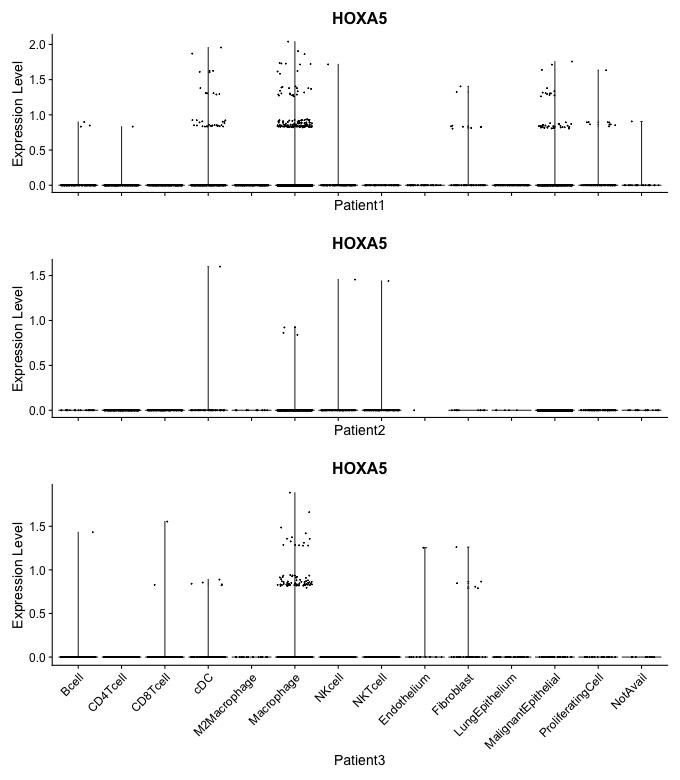 HOXA5
Expression Level
2.0
1.5
1.0
0.5
0.0
Patient1
HOXA5
Expression Level
1.5
1.0
0.5
0.0
Patient2
HOXA5
Expression Level
1.5
1.0
0.5
0.0
Bcell
CD4Tcell
CD8Tcell
cDC
M2Macrophage
Macrophage
NKcell
NKTcell
Endothelium
Fibroblast
LungEpithelium
MalignantEpithelial
ProliferatingCell
NotAvail
Patient3